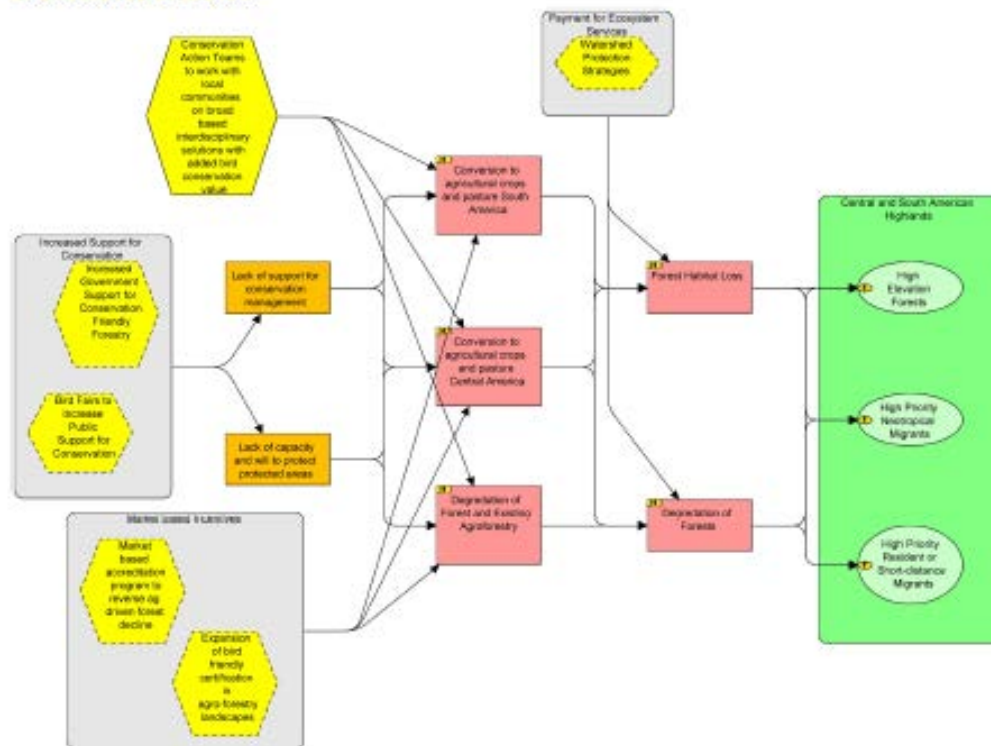 Conservation
Action Teams
to work with
local
communities
on broad
based
interdisciplinary
solutions with
added bird
conservation
value
Payment for Ecosystem
Services
Watershed
Protection
Strategies
Conversion to
agricultural crops
and pasture South
America
Increased Support for
Conservation
Increased
Government
Support for
Conservation
Friendly
Forestry
Bird Fairs to
Increase
Public
Support for
Conservation
Lack of support for
conservation
management
Lack of capacity
and will to protect
protected areas
Conversion to
agricultural crops
and pasture
Central America
Degradation of
Forest and Existing
Agroforestry
Forest Habitat Loss
Degradation of
Forests
Central and South American
Highlands
High
Elevation
Forests
High Priority
Neotropical
Migrants
High Priority
Resident or
Short-distance
Migrants
Market Based Incentives
Market
based
accreditation
program to
reverse ag
driven forest
decline
Expansion
of bird
friendly
certification
in
agro-forestry
landscapes